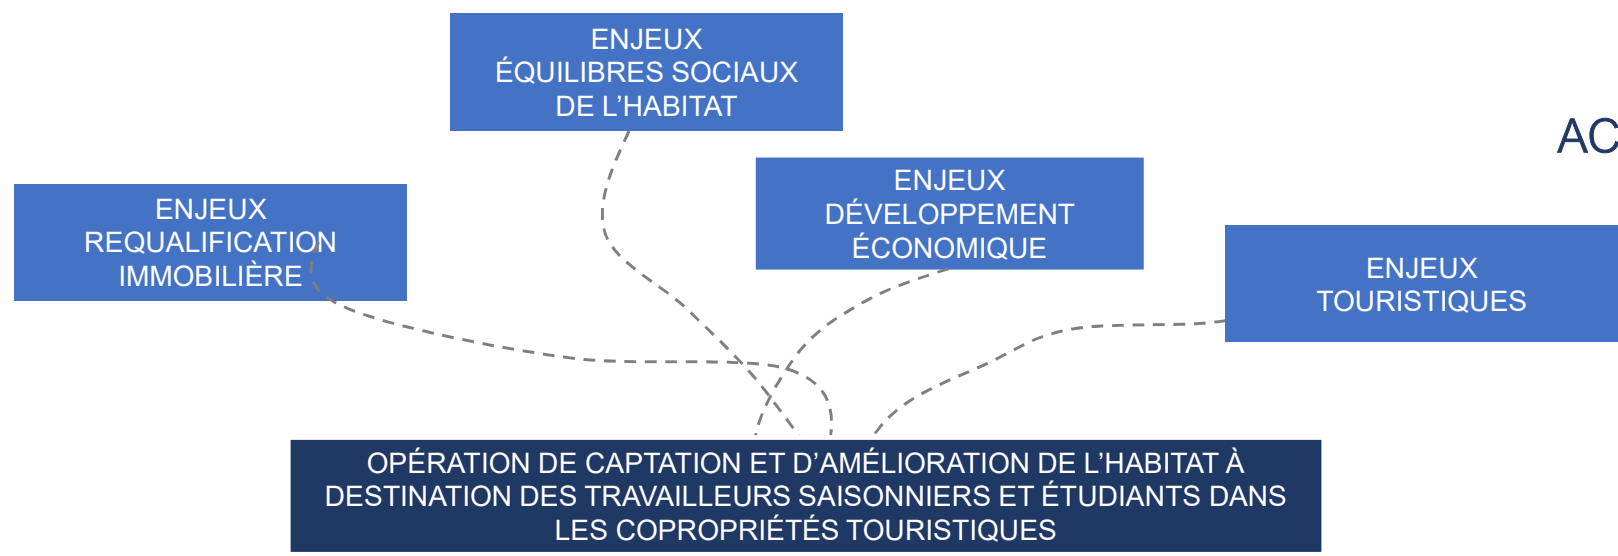 ENJEUX
ÉQUILIBRES SOCIAUX
DE L’HABITAT
AC
ENJEUX
DÉVELOPPEMENT
ÉCONOMIQUE
ENJEUX
REQUALIFICATION
IMMOBILIÈRE
ENJEUX
TOURISTIQUES
OPÉRATION DE CAPTATION ET D’AMÉLIORATION DE L’HABITAT À
DESTINATION DES TRAVAILLEURS SAISONNIERS ET ÉTUDIANTS DANS
LES COPROPRIÉTÉS TOURISTIQUES